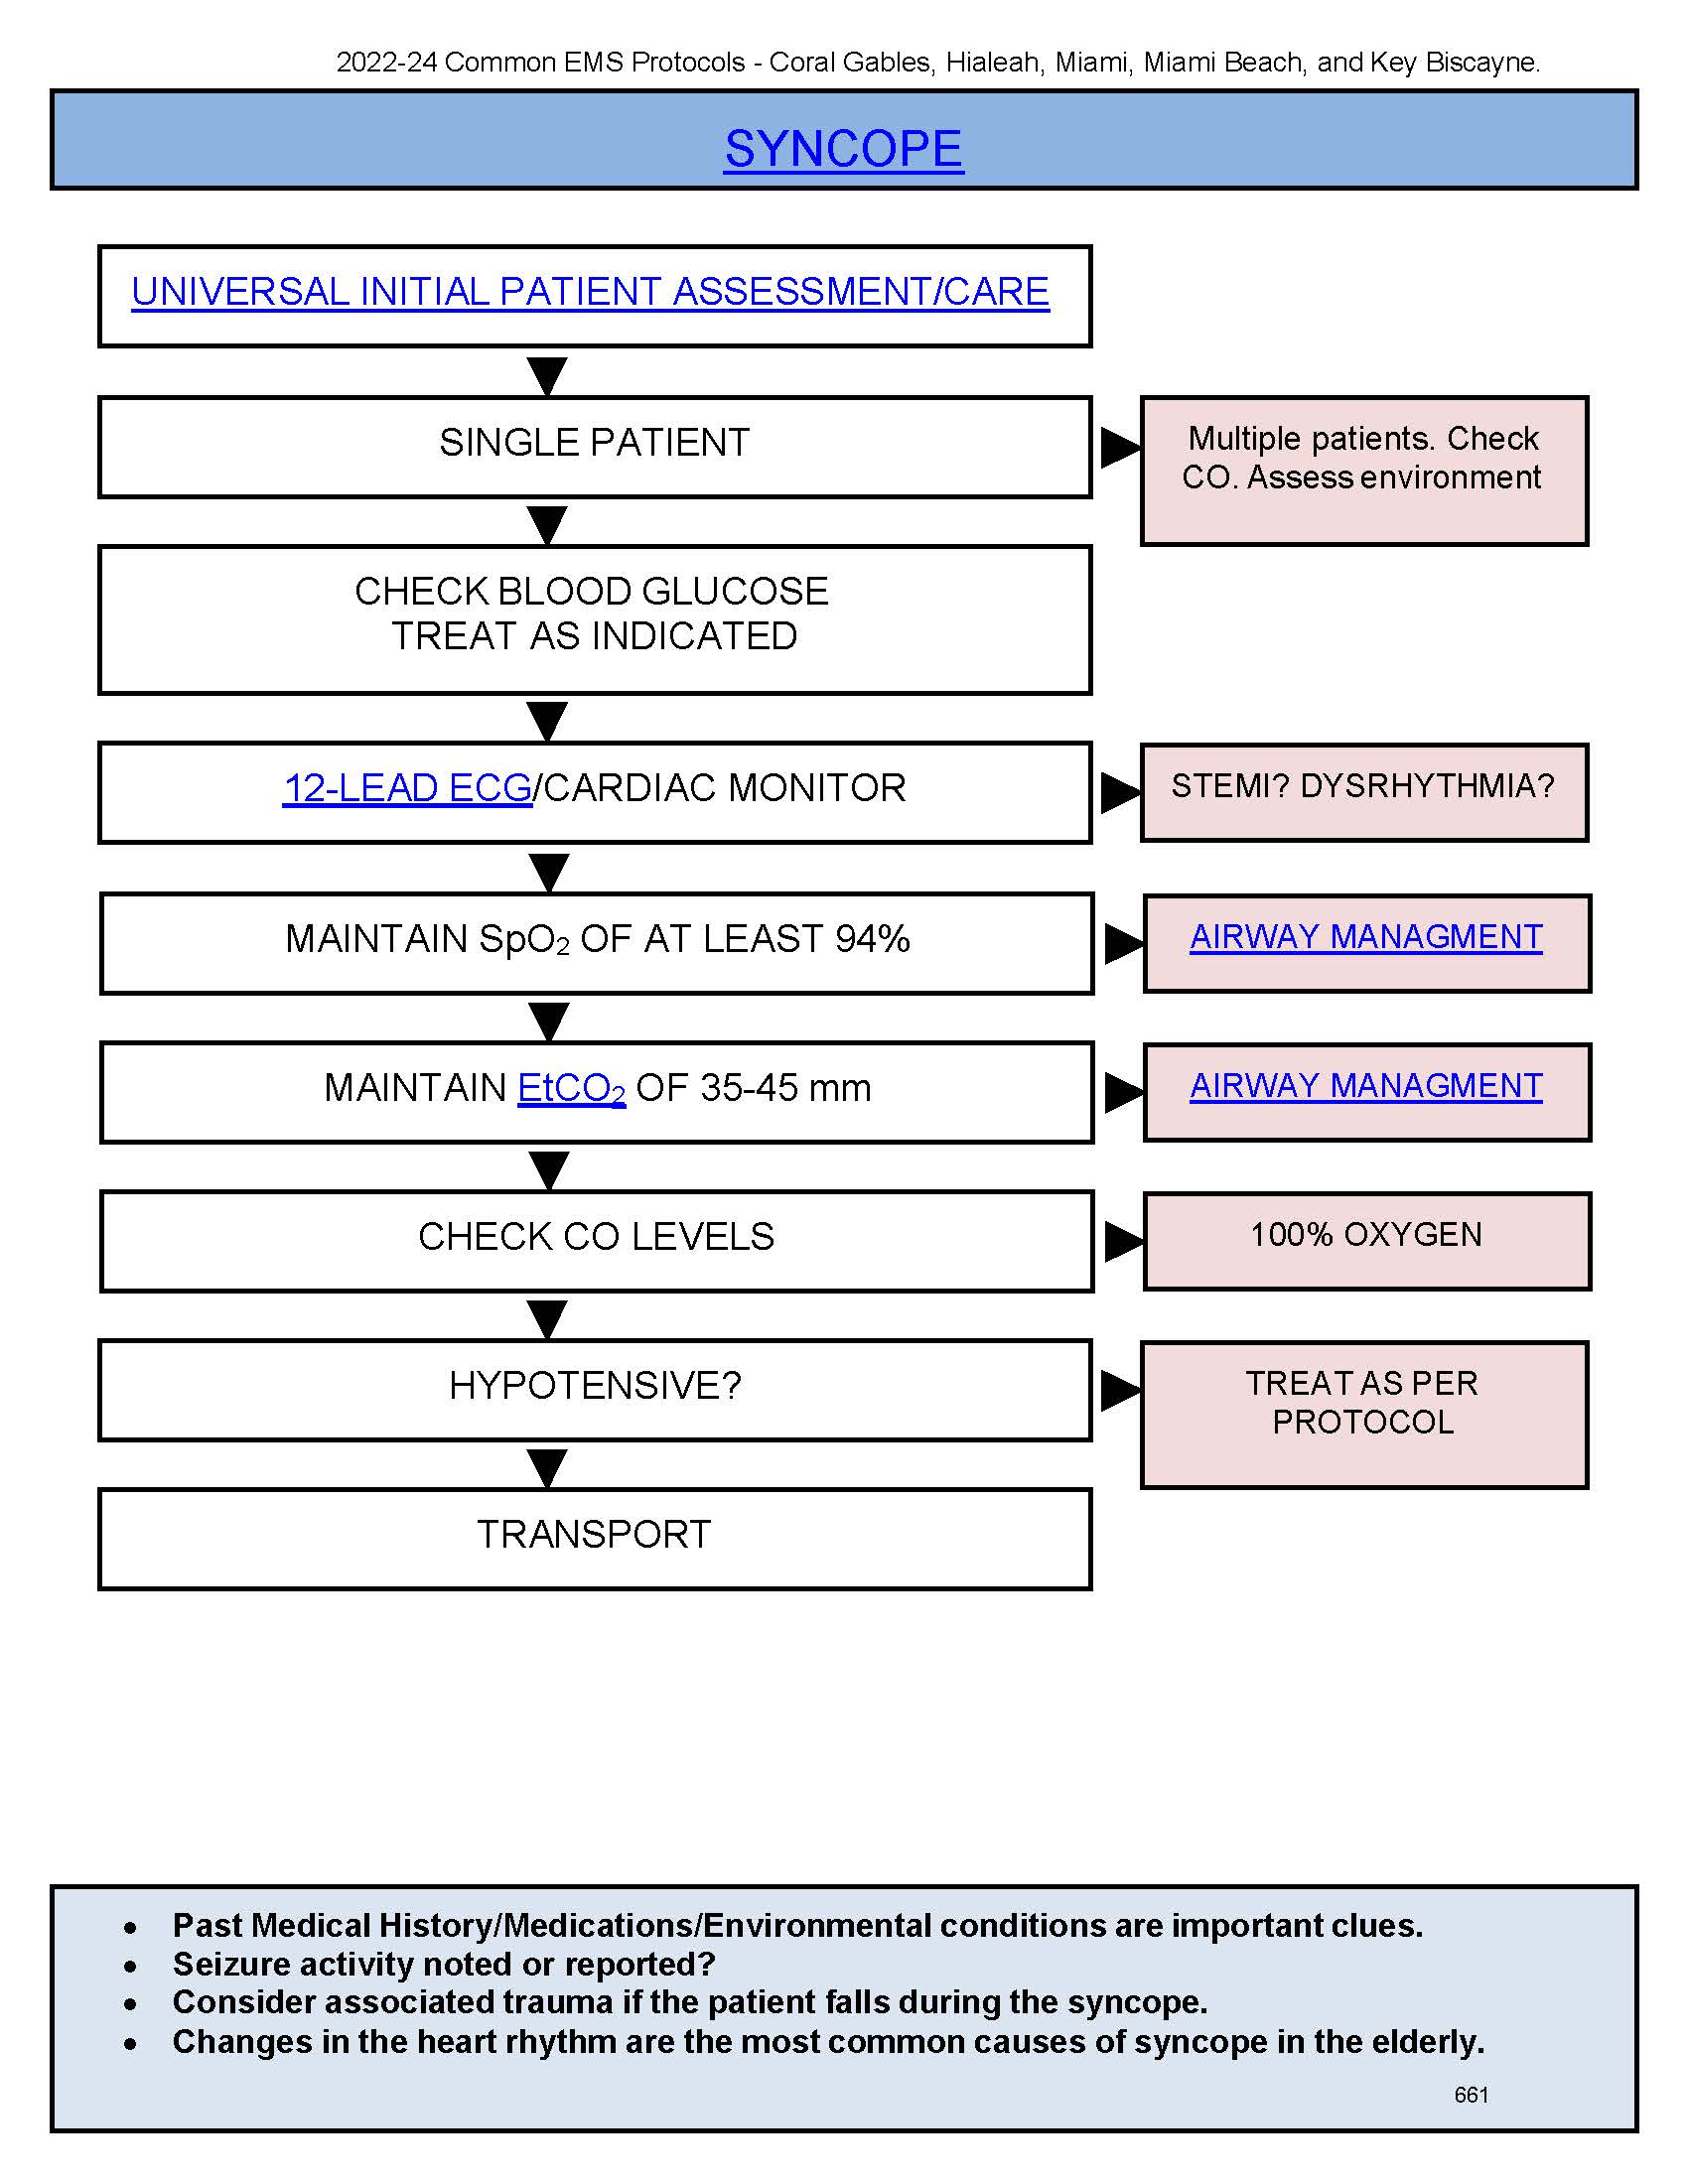 2022-24 Common EMS Protocols - Coral Gables, Hialeah, Miami, Miami Beach, and Key Biscayne.
SYNCOPE
UNIVERSAL INITIAL PATIENT ASSESSMENT/CARE
SINGLE PATIENT
Multiple patients. Check
CO. Assess environment
CHECK BLOOD GLUCOSE
TREAT AS INDICATED
12-LEAD ECG/CARDIAC MONITOR
STEMI? DYSRHYTHMIA?
MAINTAIN SpO₂ OF AT LEAST 94%
AIRWAY MANAGMENT
MAINTAIN EtCO₂ OF 35-45 mm
AIRWAY MANAGMENT
CHECK CO LEVELS
100% OXYGEN
HYPOTENSIVE?
TREAT AS PER
PROTOCOL
TRANSPORT
• Past Medical History/Medications/Environmental conditions are important clues.
• Seizure activity noted or reported?
• Consider associated trauma if the patient falls during the syncope.
• Changes in the heart rhythm are the most common causes of syncope in the elderly.
661